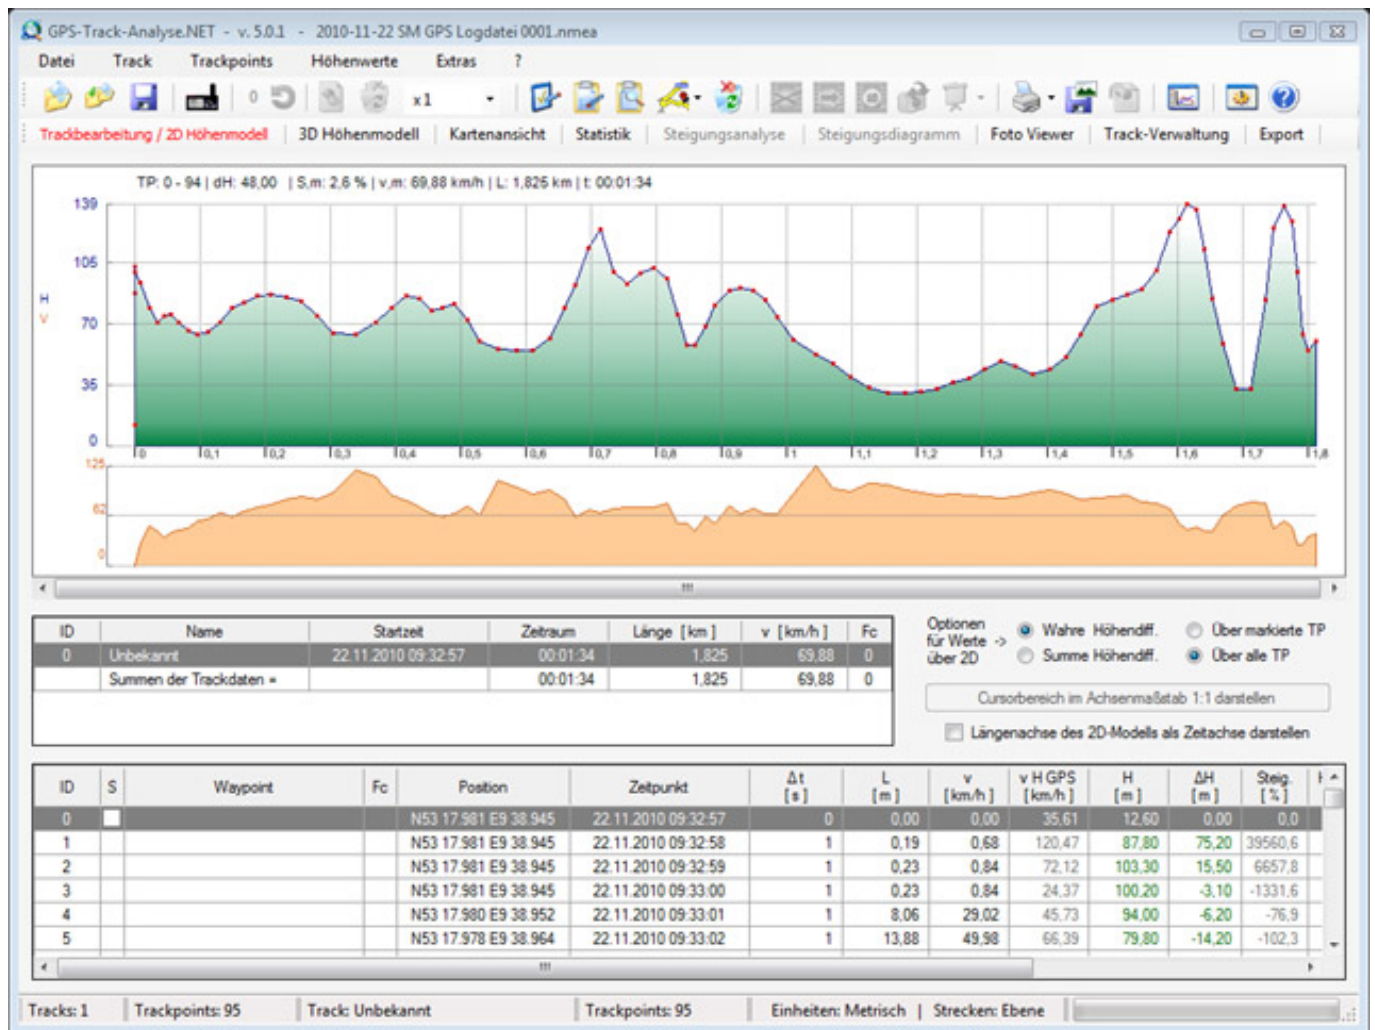 GPS-Track-Analyse.NET - v. 5.0.1 - 2010-11-22 SM GPS Logdatei 0001.nmea
Datei Track Trackpoints Höhenwerte Extras ?
0 x1
Trackbearbeitung / 2D Höhenmodell 3D Höhenmodell Kartenansicht Statistik Steigungsanalyse Steigungsdiagramm Foto Viewer Track-Verwaltung Export
TP: 0 - 94 | dH: 48,00 | S,m: 2,6 % | v,m: 69,88 km/h | L: 1,825 km | t: 00:01:34
139
105
H
V
70
35
0
0 0,1 0,2 0,3 0,4 0,5 0,6 0,7 0,8 0,9 1 1,1 1,2 1,3 1,4 1,5 1,6 1,7 1,8
125
62
0
ID Name Startzeit Zeitraum Länge [km] v [km/h] Fc
0 Unbekannt 22.11.2010 09:32:57 00:01:34 1,825 69,88 0
Summen der Trackdaten = 00:01:34 1,825 69,88 0
Optionen
für Werte ->
über 2D
Wahre Höhendiff. Über markierte TP
Summe Höhendiff. Über alle TP
Cursorbereich im Achsenmaßstab 1:1 darstellen
Längenachse des 2D-Modells als Zeitachse darstellen
ID S Waypoint Fc Position Zeitpunkt Δt [s] L [m] v [km/h] v H GPS [km/h] H [m] ΔH [m] Steig. [%]
0 N53 17.981 E9 38.945 22.11.2010 09:32:57 0 0,00 0,00 35,61 12,60 0,00 0,0
1 N53 17.981 E9 38.945 22.11.2010 09:32:58 1 0,19 0,68 120,47 87,80 75,20 39560,6
2 N53 17.981 E9 38.945 22.11.2010 09:32:59 1 0,23 0,84 72,12 103,30 15,50 6657,8
3 N53 17.981 E9 38.945 22.11.2010 09:33:00 1 0,23 0,84 24,37 100,20 -3,10 -1331,6
4 N53 17.980 E9 38.952 22.11.2010 09:33:01 1 8,06 29,02 45,73 94,00 -6,20 -76,9
5 N53 17.978 E9 38.964 22.11.2010 09:33:02 1 13,88 49,98 66,39 79,80 -14,20 -102,3
Tracks: 1 Trackpoints: 95 Track: Unbekannt Trackpoints: 95 Einheiten: Metrisch | Strecken: Ebene